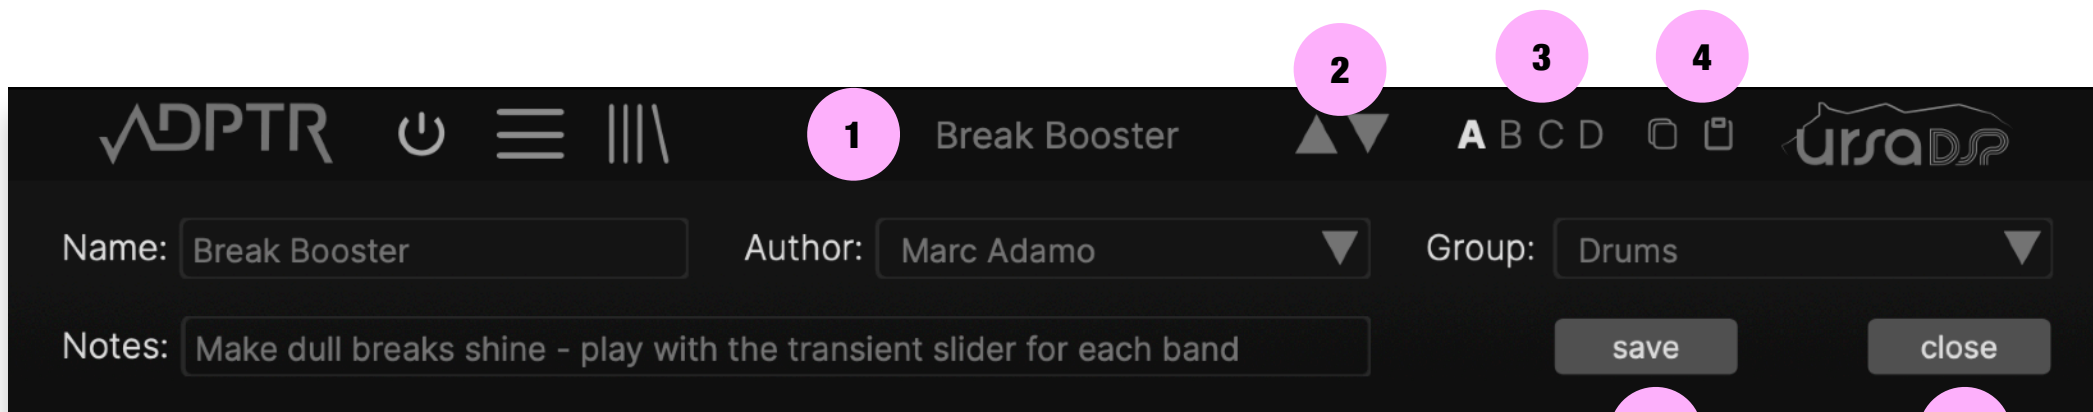 2 3 4
ADPTR 1 Break Booster A B C D ursa DSP
Name: Break Booster Author: Marc Adamo Group: Drums
Notes: Make dull breaks shine - play with the transient slider for each band save close